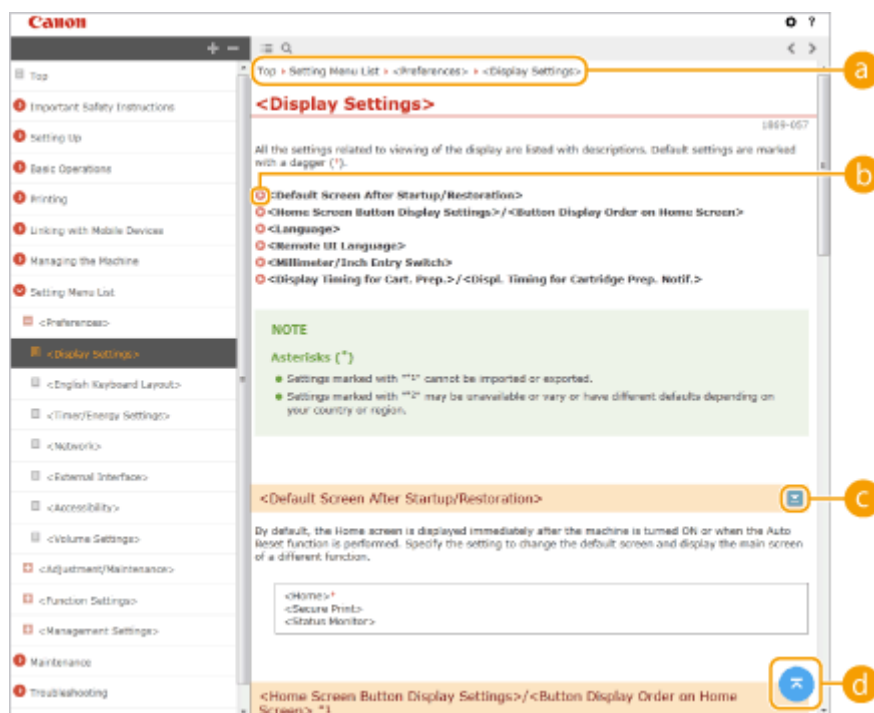 Canon
?
+ −
< >
Top
Important Safety Instructions
Setting Up
Basic Operations
Printing
Linking with Mobile Devices
Managing the Machine
Setting Menu List
<Preferences>
<Display Settings>
<English Keyboard Layout>
<Timer/Energy Settings>
<Network>
<External Interface>
<Accessibility>
<Volume Settings>
<Adjustment/Maintenance>
<Function Settings>
<Management Settings>
Maintenance
Troubleshooting
Top ▸ Setting Menu List ▸ <Preferences> ▸ <Display Settings>
a
<Display Settings>
1869-057
All the settings related to viewing of the display are listed with descriptions. Default settings are marked
with a dagger (*).
b
<Default Screen After Startup/Restoration>
<Home Screen Button Display Settings>/<Button Display Order on Home Screen>
<Language>
<Remote UI Language>
<Millimeter/Inch Entry Switch>
<Display Timing for Cart. Prep.>/<Displ. Timing for Cartridge Prep. Notif.>
NOTE
Asterisks (*)
Settings marked with "*1" cannot be imported or exported.
Settings marked with "*2" may be unavailable or vary or have different defaults depending on
your country or region.
<Default Screen After Startup/Restoration>
c
By default, the Home screen is displayed immediately after the machine is turned ON or when the Auto
Reset function is performed. Specify the setting to change the default screen and display the main screen
of a different function.
<Home>*
<Secure Print>
<Status Monitor>
d
<Home Screen Button Display Settings>/<Button Display Order on Home
Screen> *1